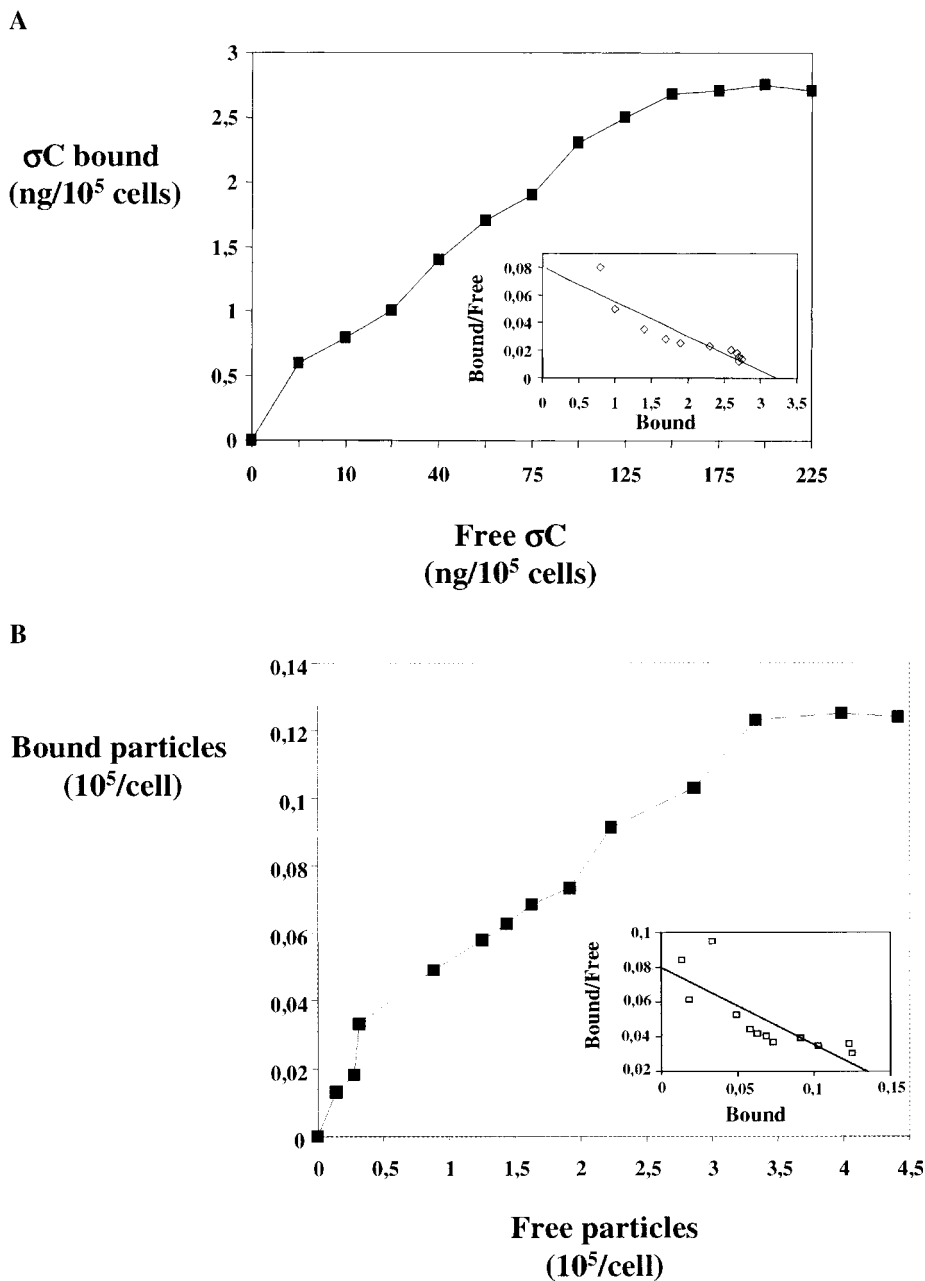 A
3
2,5
2
1,5
1
0,5
0
σC bound
(ng/10⁵ cells)
0,08
0,06
0,04
0,02
0
Bound/Free
0 0,5 1 1,5 2 2,5 3 3,5
Bound
0 10 40 75 125 175 225
Free σC
(ng/10⁵ cells)
B
0,14
0,12
0,1
0,08
0,06
0,04
0,02
0
Bound particles
(10⁵/cell)
0,1
0,08
0,06
0,04
0,02
Bound/Free
0 0,05 0,1 0,15
Bound
0 0,5 1 1,5 2 2,5 3 3,5 4 4,5
Free particles
(10⁵/cell)